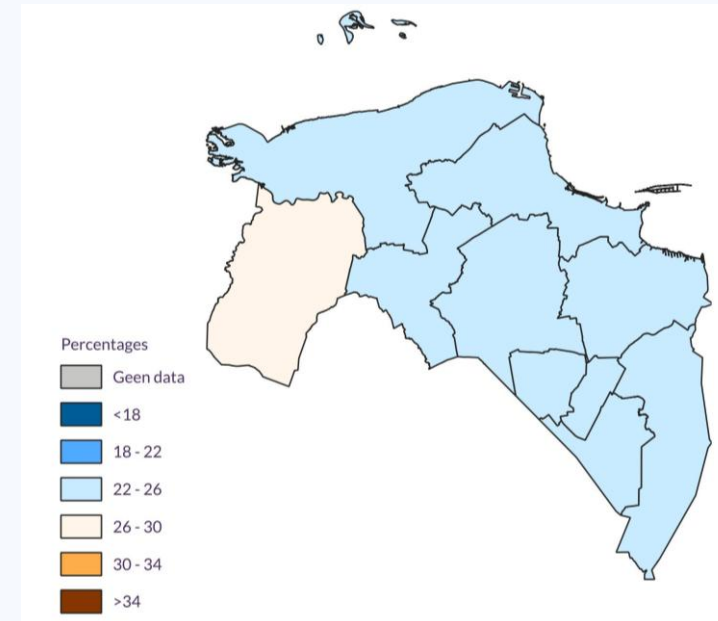 Percentages
Geen data
<18
18 - 22
22 - 26
26 - 30
30 - 34
>34